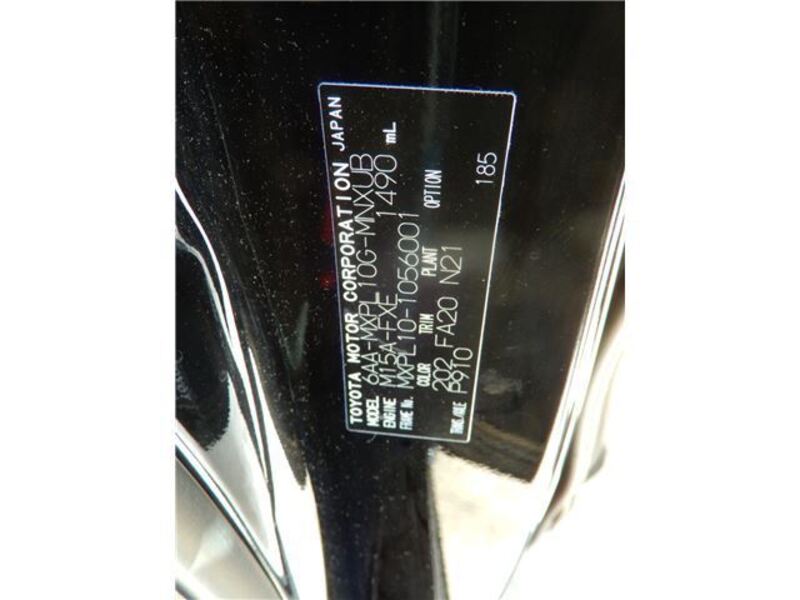 TOYOTA MOTOR CORPORATION JAPAN
MODEL 6AA-MXPL10G-MNXUB
ENGINE M15A-FXE 1490 mL
FRAME No. MXPL10-1056001
COLOR TRIM PLANT OPTION
202 FA20 N21
TRANS./AXLE P910 185